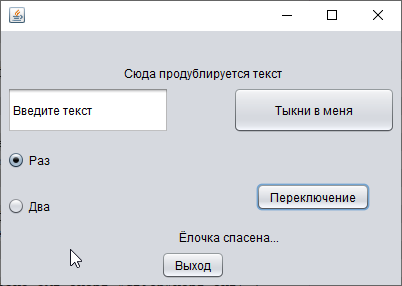 Сюда продублируется текст
Введите текст
Тыкни в меня
Раз
Переключение
Два
Ёлочка спасена...
Выход